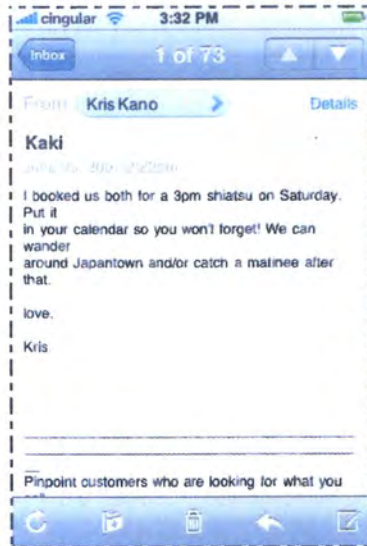 cingular 3:32 PM
Inbox 1 of 73
From Kris Kano Details
Kaki
I booked us both for a 3pm shiatsu on Saturday.
Put it
in your calendar so you won't forget! We can
wander
around Japantown and/or catch a matinee after
that.
love.
Kris
Pinpoint customers who are looking for what you